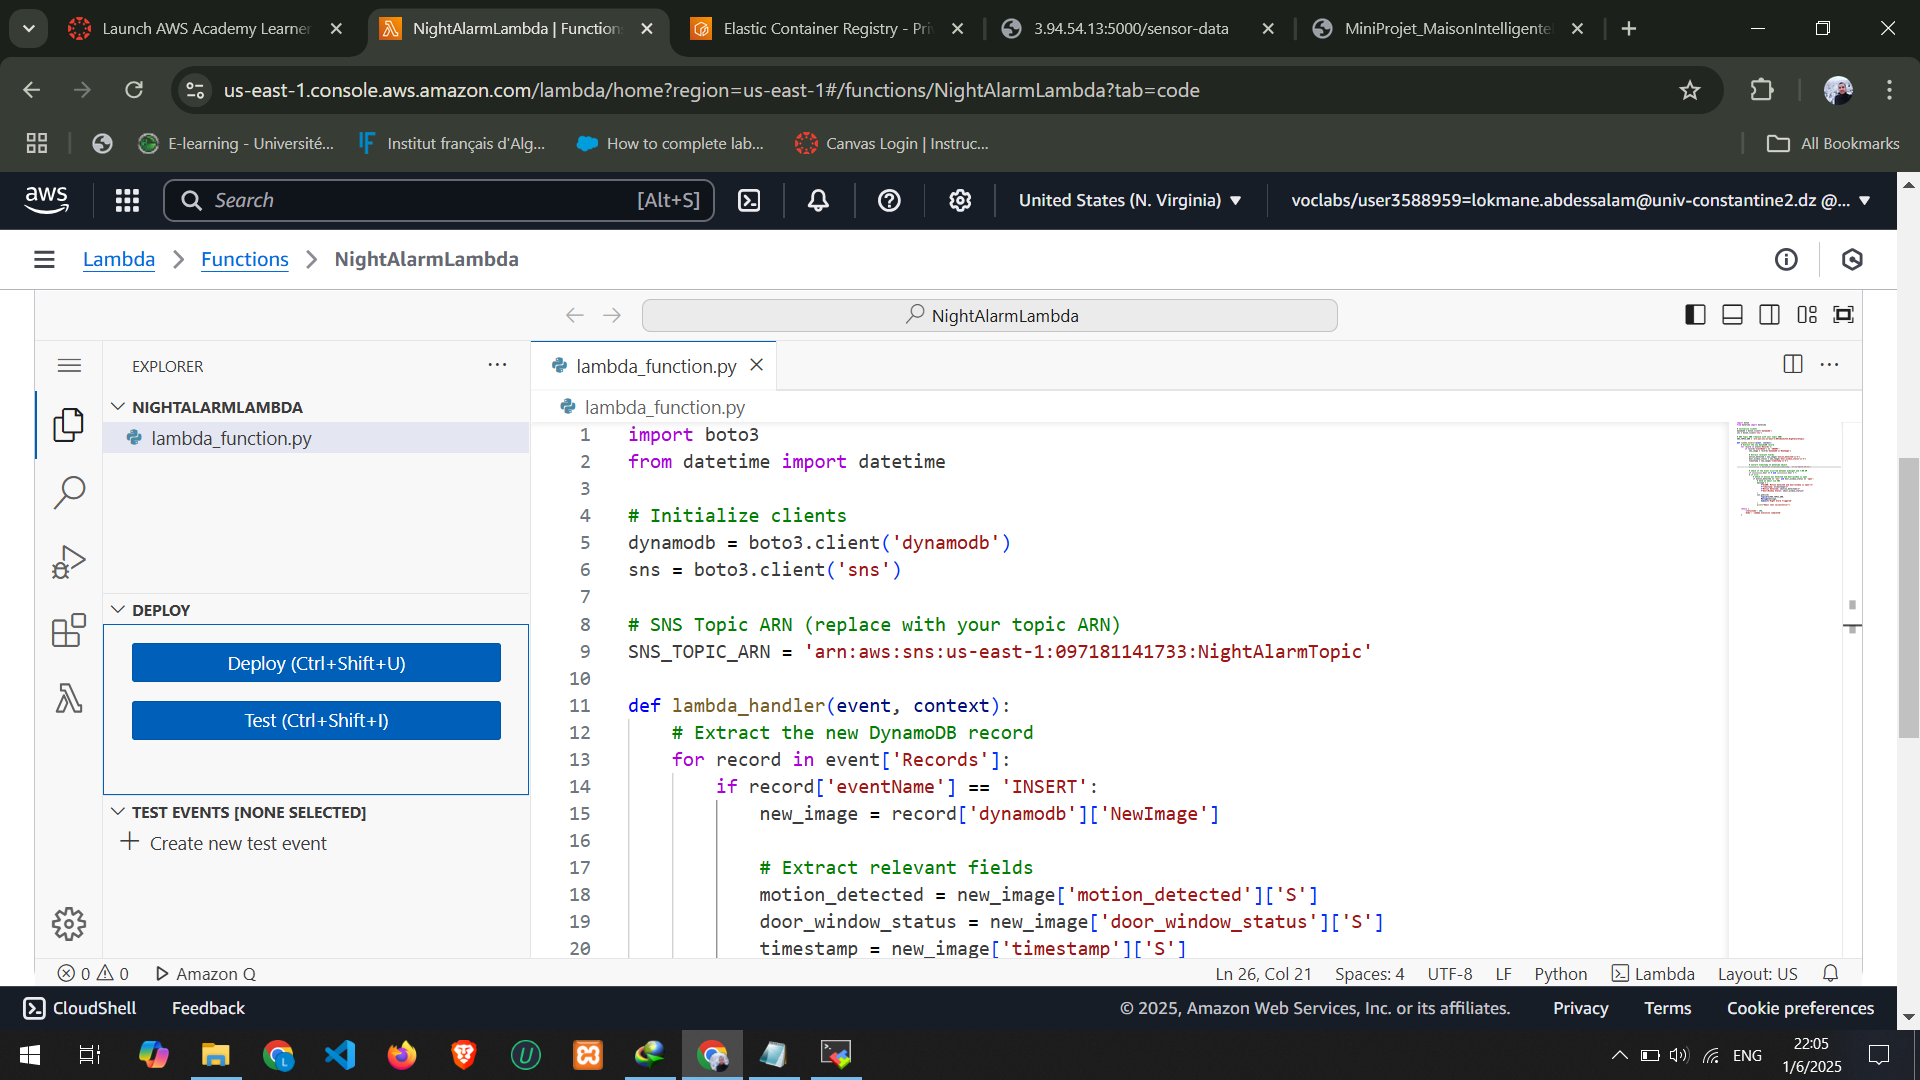 Launch AWS Academy Learner
NightAlarmLambda | Function
Elastic Container Registry - Pri
3.94.54.13:5000/sensor-data
MiniProjet_MaisonIntelligente
us-east-1.console.aws.amazon.com/lambda/home?region=us-east-1#/functions/NightAlarmLambda?tab=code
E-learning - Université...
Institut français d'Alg...
How to complete lab...
Canvas Login | Instruc...
All Bookmarks
aws
Search
[Alt+S]
United States (N. Virginia)
voclabs/user3588959=lokmane.abdessalam@univ-constantine2.dz @...
Lambda
Functions
NightAlarmLambda
NightAlarmLambda
EXPLORER
NIGHTALARMLAMBDA
lambda_function.py
DEPLOY
Deploy (Ctrl+Shift+U)
Test (Ctrl+Shift+I)
TEST EVENTS [NONE SELECTED]
Create new test event
lambda_function.py
lambda_function.py
1 import boto3
2 from datetime import datetime
3
4 # Initialize clients
5 dynamodb = boto3.client('dynamodb')
6 sns = boto3.client('sns')
7
8 # SNS Topic ARN (replace with your topic ARN)
9 SNS_TOPIC_ARN = 'arn:aws:sns:us-east-1:097181141733:NightAlarmTopic'
10
11 def lambda_handler(event, context):
12 # Extract the new DynamoDB record
13 for record in event['Records']:
14 if record['eventName'] == 'INSERT':
15 new_image = record['dynamodb']['NewImage']
16
17 # Extract relevant fields
18 motion_detected = new_image['motion_detected']['S']
19 door_window_status = new_image['door_window_status']['S']
20 timestamp = new_image['timestamp']['S']
0 0 Amazon Q
Ln 26, Col 21
Spaces: 4
UTF-8
LF
Python
Lambda
Layout: US
CloudShell
Feedback
© 2025, Amazon Web Services, Inc. or its affiliates.
Privacy
Terms
Cookie preferences
ENG
22:05
1/6/2025